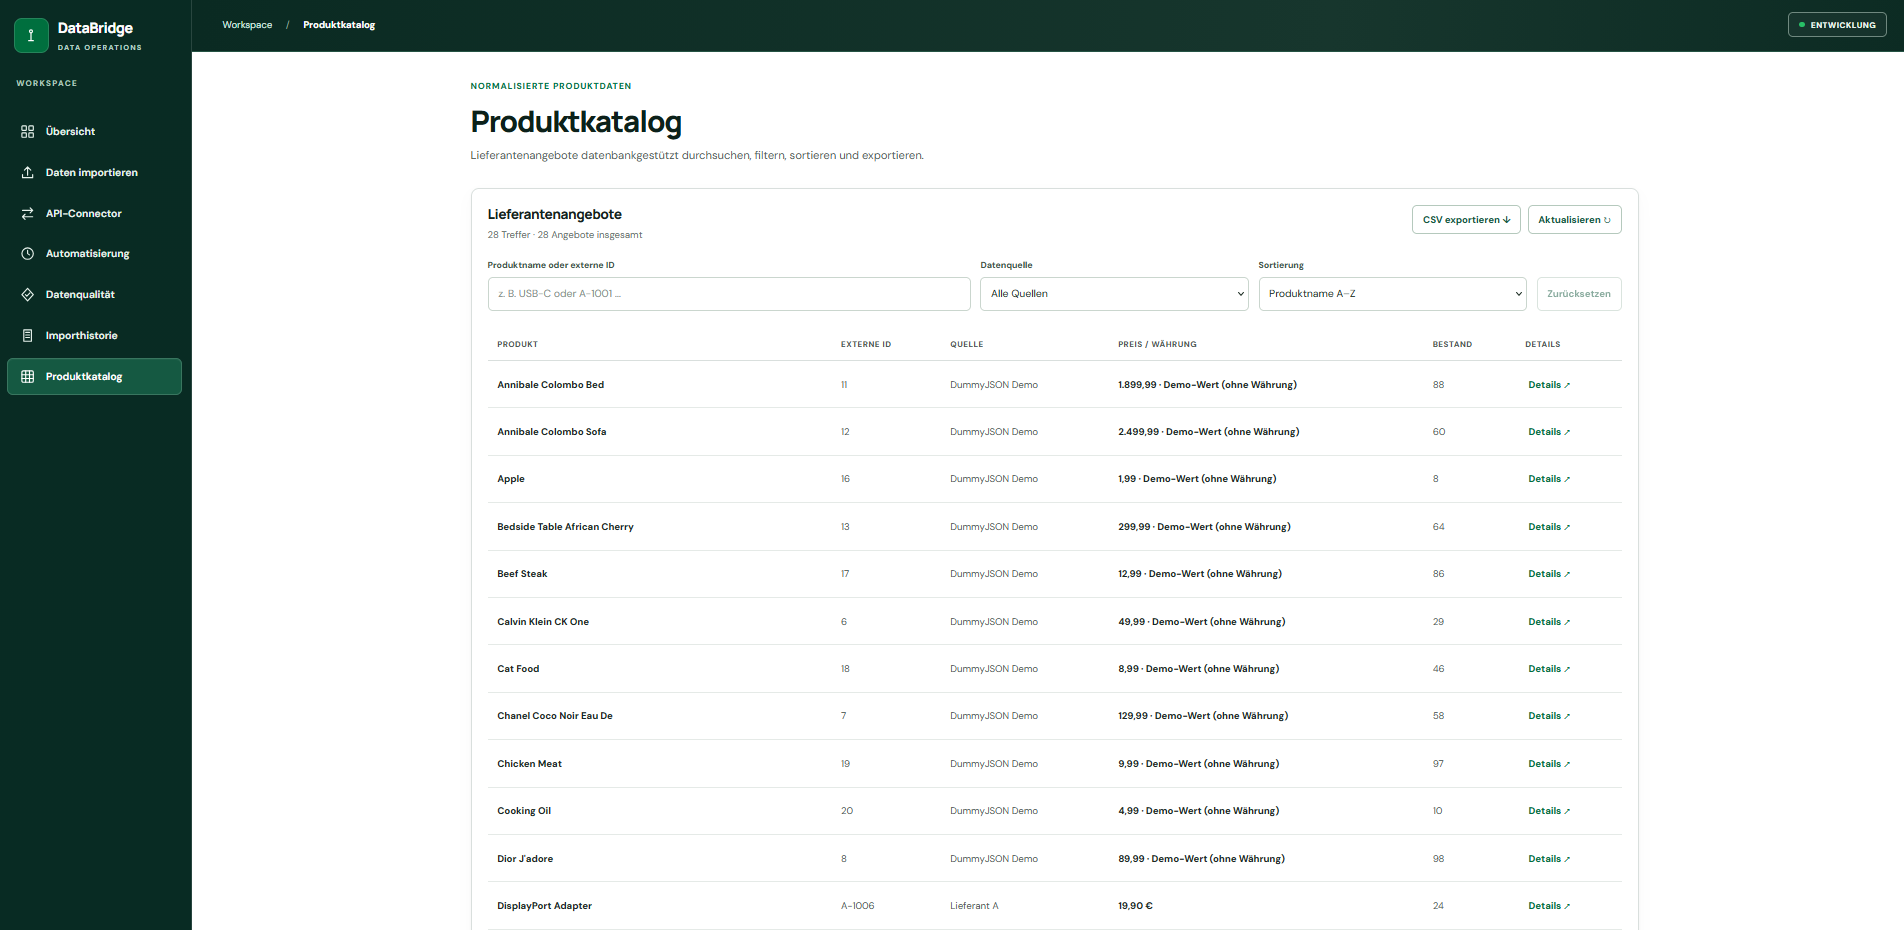 DataBridge
DATA OPERATIONS
WORKSPACE
Übersicht
Daten importieren
API-Connector
Automatisierung
Datenqualität
Importhistorie
Produktkatalog
Workspace / Produktkatalog
ENTWICKLUNG
NORMALISIERTE PRODUKTDATEN
Produktkatalog
Lieferantenangebote datenbankgestützt durchsuchen, filtern, sortieren und exportieren.
Lieferantenangebote
28 Treffer · 28 Angebote insgesamt
CSV exportieren ↓ Aktualisieren ↻
Produktname oder externe ID Datenquelle Sortierung
z. B. USB-C oder A-1001 … Alle Quellen Produktname A–Z Zurücksetzen
PRODUKT EXTERNE ID QUELLE PREIS / WÄHRUNG BESTAND DETAILS
Annibale Colombo Bed 11 DummyJSON Demo 1.899,99 · Demo-Wert (ohne Währung) 88 Details ↗
Annibale Colombo Sofa 12 DummyJSON Demo 2.499,99 · Demo-Wert (ohne Währung) 60 Details ↗
Apple 16 DummyJSON Demo 1,99 · Demo-Wert (ohne Währung) 8 Details ↗
Bedside Table African Cherry 13 DummyJSON Demo 299,99 · Demo-Wert (ohne Währung) 64 Details ↗
Beef Steak 17 DummyJSON Demo 12,99 · Demo-Wert (ohne Währung) 86 Details ↗
Calvin Klein CK One 6 DummyJSON Demo 49,99 · Demo-Wert (ohne Währung) 29 Details ↗
Cat Food 18 DummyJSON Demo 8,99 · Demo-Wert (ohne Währung) 46 Details ↗
Chanel Coco Noir Eau De 7 DummyJSON Demo 129,99 · Demo-Wert (ohne Währung) 58 Details ↗
Chicken Meat 19 DummyJSON Demo 9,99 · Demo-Wert (ohne Währung) 97 Details ↗
Cooking Oil 20 DummyJSON Demo 4,99 · Demo-Wert (ohne Währung) 10 Details ↗
Dior J'adore 8 DummyJSON Demo 89,99 · Demo-Wert (ohne Währung) 98 Details ↗
DisplayPort Adapter A-1006 Lieferant A 19,90 € 24 Details ↗